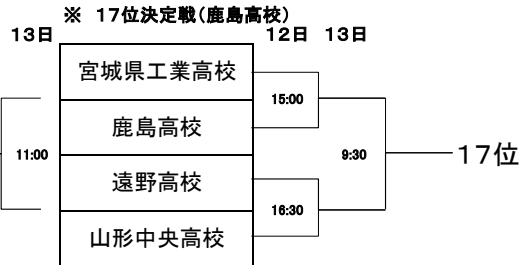 ※ 17位決定戦(鹿島高校)
13日 12日 13日
宮城県工業高校
15:00
鹿島高校
11:00 9:30 17位
遠野高校
16:30
山形中央高校